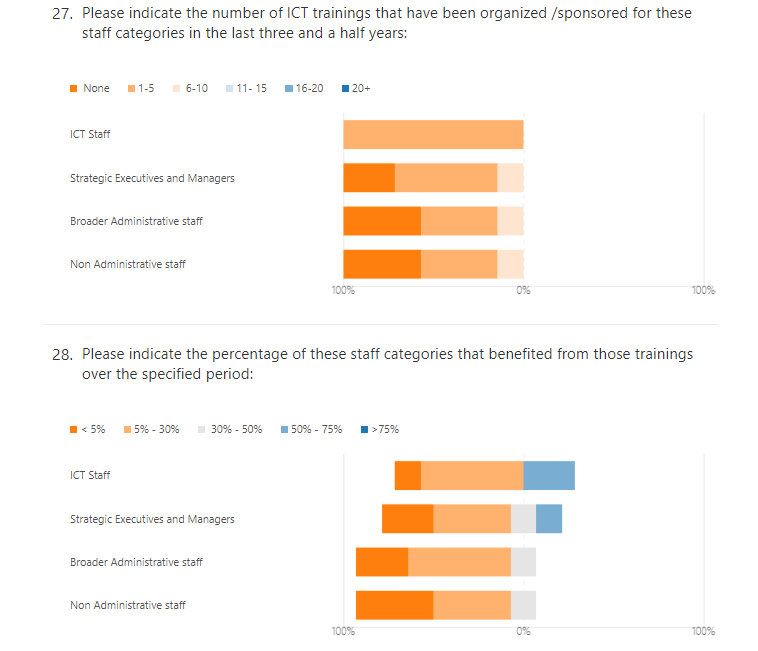 27. Please indicate the number of ICT trainings that have been organized /sponsored for these
staff categories in the last three and a half years:
None 1-5 6-10 11- 15 16-20 20+
ICT Staff
Strategic Executives and Managers
Broader Administrative staff
Non Administrative staff
100% 0% 100%
28. Please indicate the percentage of these staff categories that benefited from those trainings
over the specified period:
< 5% 5% - 30% 30% - 50% 50% - 75% >75%
ICT Staff
Strategic Executives and Managers
Broader Administrative staff
Non Administrative staff
100% 0% 100%